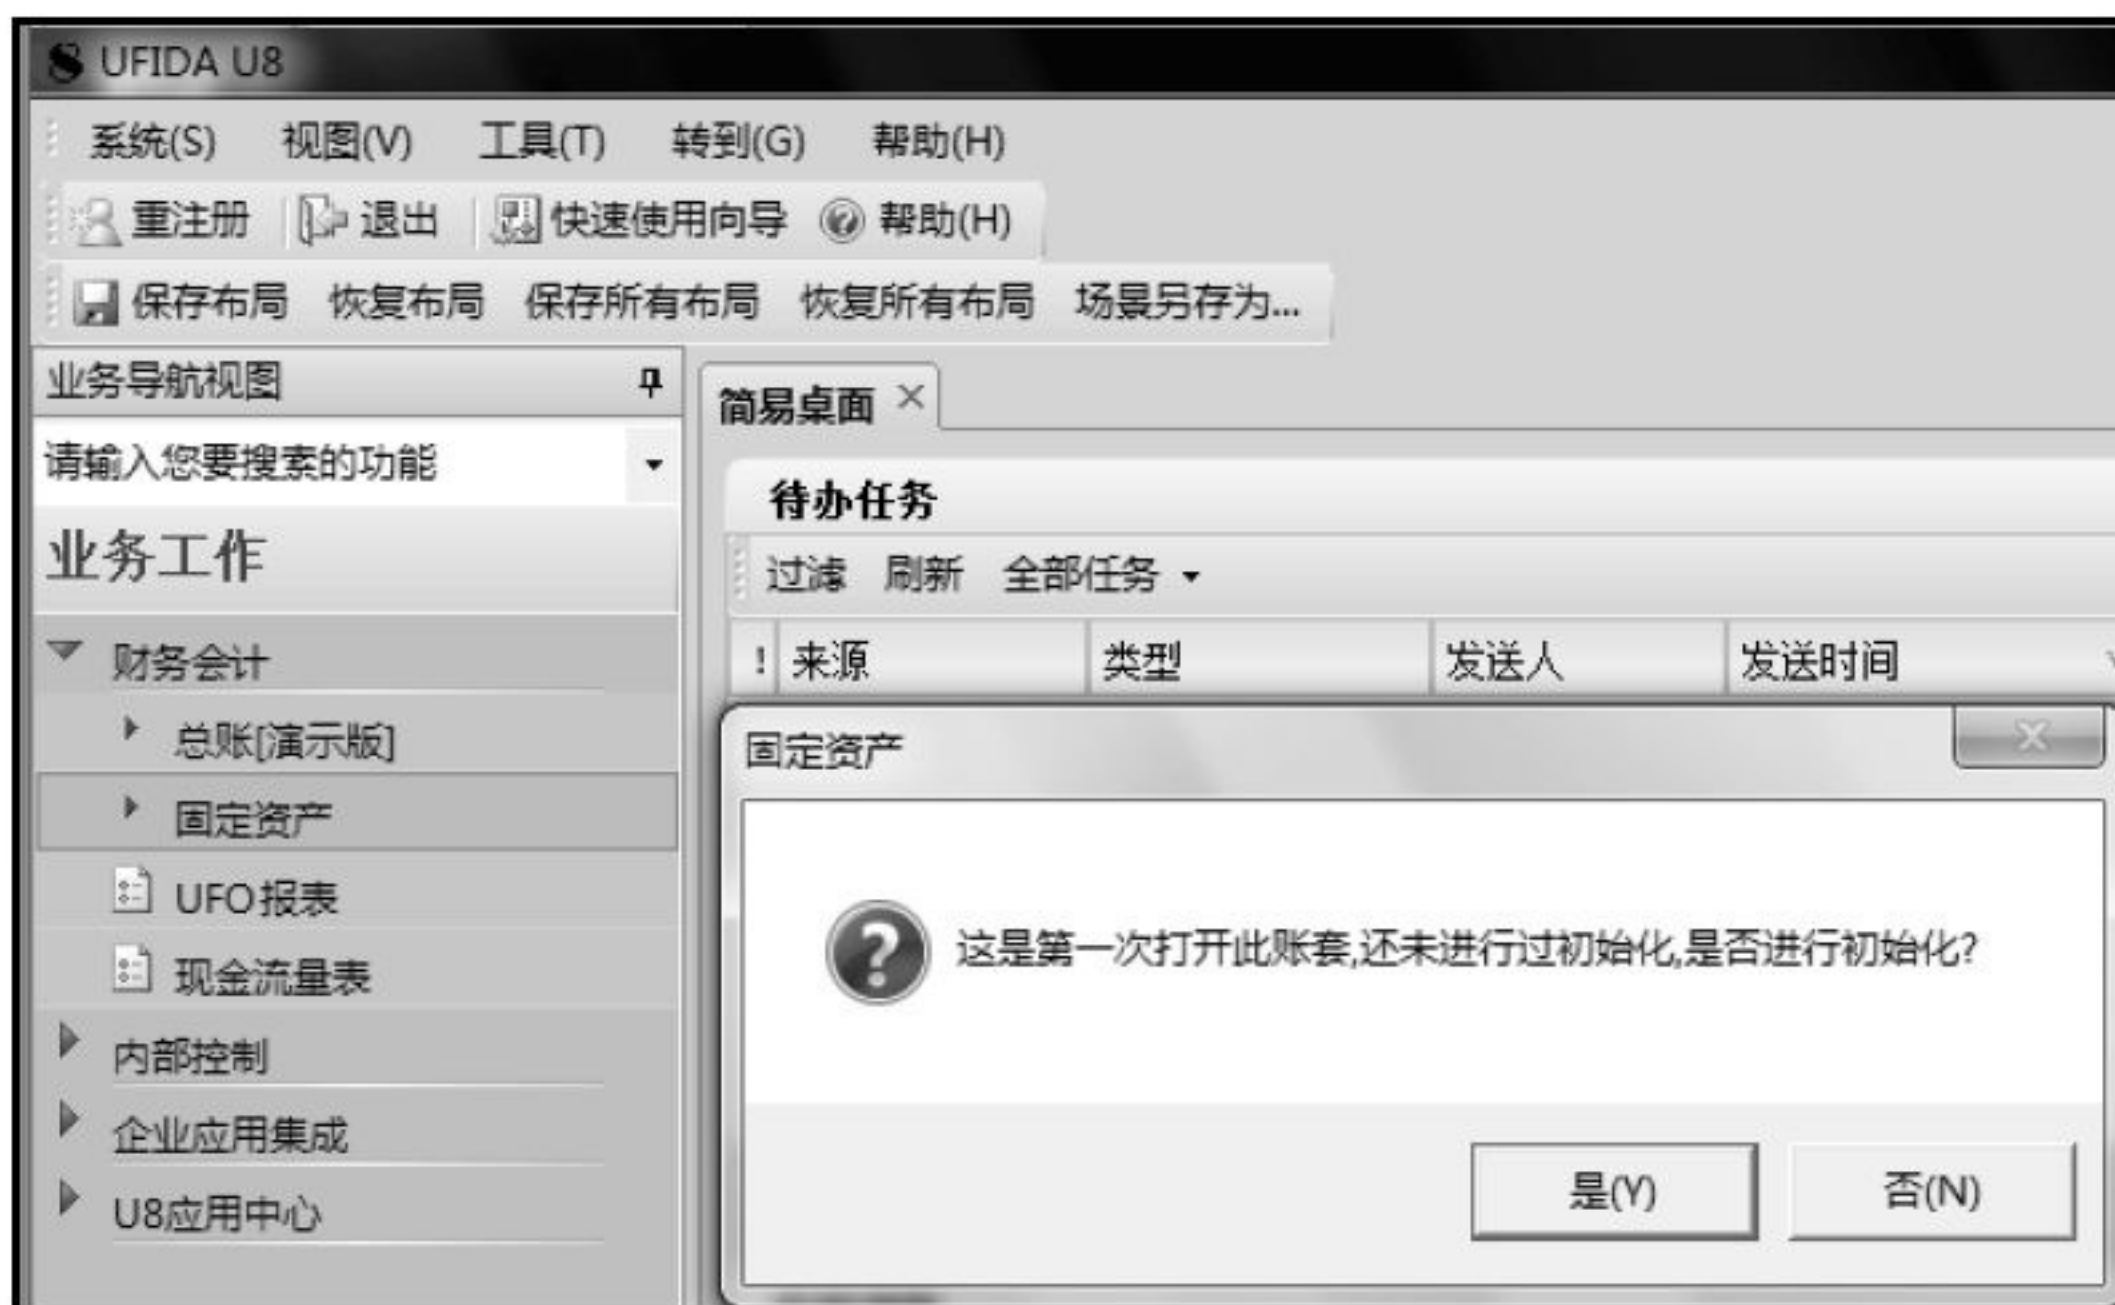 UFIDA U8
系统(S) 视图(V) 工具(T) 转到(G) 帮助(H)
重注册 退出 快速使用向导 帮助(H)
保存布局 恢复布局 保存所有布局 恢复所有布局 场景另存为...
业务导航视图
请输入您要搜索的功能
业务工作
财务会计
总账[演示版]
固定资产
UFO报表
现金流量表
内部控制
企业应用集成
U8应用中心
简易桌面
待办任务
过滤 刷新 全部任务
! 来源 类型 发送人 发送时间
固定资产
这是第一次打开此账套,还未进行过初始化,是否进行初始化?
是(Y) 否(N)